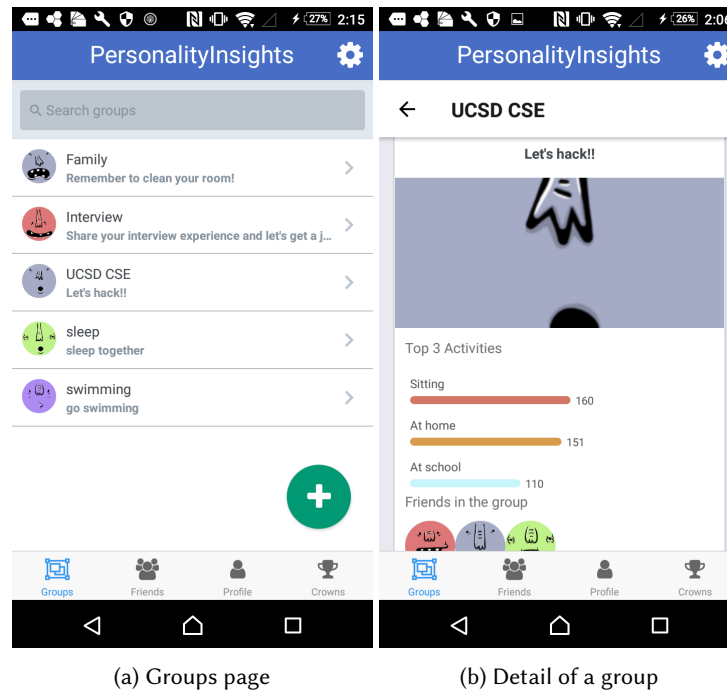 27% 2:15
PersonalityInsights
Search groups
Family
Remember to clean your room!
Interview
Share your interview experience and let's get a j...
UCSD CSE
Let's hack!!
sleep
sleep together
swimming
go swimming
Groups Friends Profile Crowns
(a) Groups page
26% 2:06
PersonalityInsights
UCSD CSE
Let's hack!!
Top 3 Activities
Sitting
160
At home
151
At school
110
Friends in the group
Groups Friends Profile Crowns
(b) Detail of a group